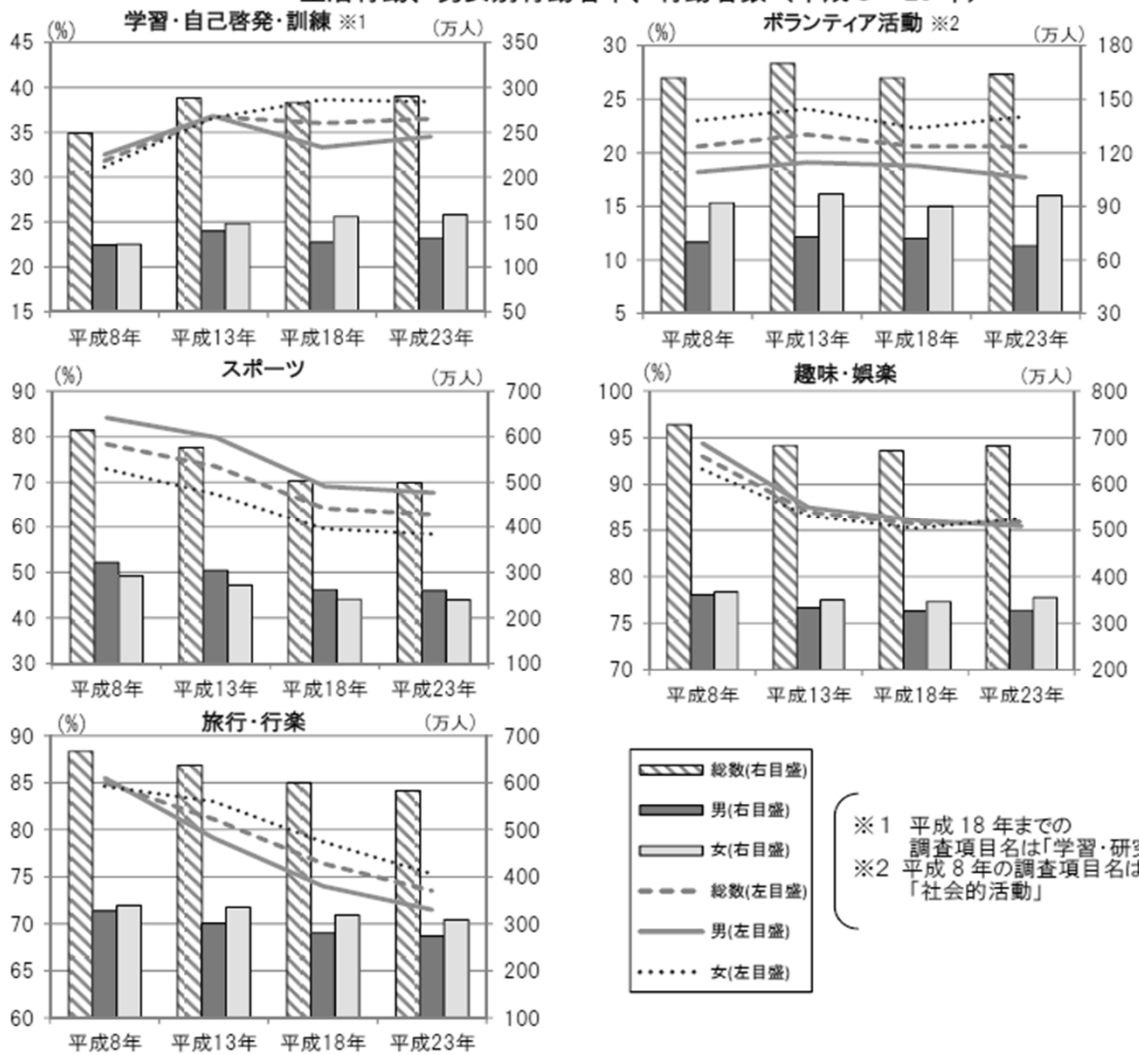 学習・自己啓発・訓練 ※1
(%)
(万人)
45
40
35
30
25
20
15
350
300
250
200
150
100
50
平成8年 平成13年 平成18年 平成23年
ボランティア活動 ※2
(%)
(万人)
30
25
20
15
10
5
180
150
120
90
60
30
平成8年 平成13年 平成18年 平成23年
スポーツ
(%)
(万人)
90
80
70
60
50
40
30
700
600
500
400
300
200
100
平成8年 平成13年 平成18年 平成23年
趣味・娯楽
(%)
(万人)
100
95
90
85
80
75
70
800
700
600
500
400
300
200
平成8年 平成13年 平成18年 平成23年
旅行・行楽
(%)
(万人)
90
85
80
75
70
65
60
700
600
500
400
300
200
100
平成8年 平成13年 平成18年 平成23年
総数(右目盛)
男(右目盛)
女(右目盛)
総数(左目盛)
男(左目盛)
女(左目盛)
※1 平成 18 年までの
調査項目名は「学習・研究
※2 平成 8 年の調査項目名は
「社会的活動」